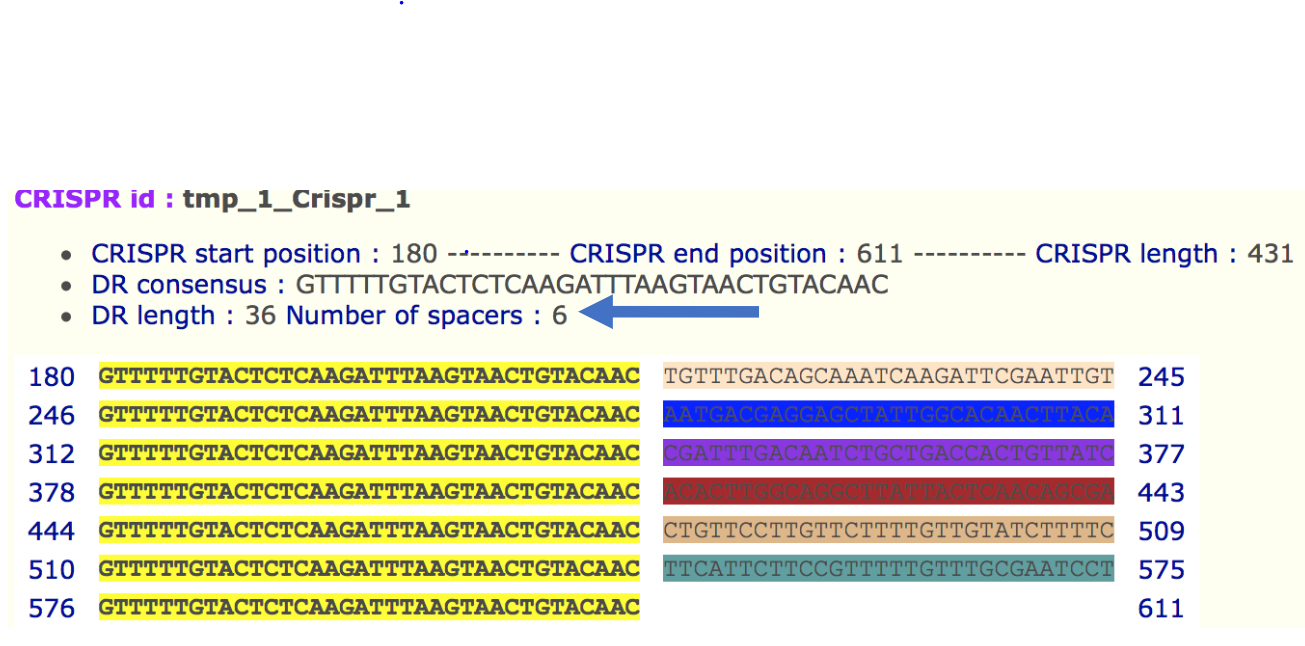 CRISPR id : tmp_1_Crispr_1
• CRISPR start position : 180 ---------- CRISPR end position : 611 ---------- CRISPR length : 431
• DR consensus : GTTTTTGTACTCTCAAGATTTAAGTAACTGTACAAC
• DR length : 36 Number of spacers : 6
180 GTTTTTGTACTCTCAAGATTTAAGTAACTGTACAAC TGTTTGACAGCAAATCAAGATTCGAATTGT 245
246 GTTTTTGTACTCTCAAGATTTAAGTAACTGTACAAC AATGACGAGGAGCTATTGGCACAACTTACA 311
312 GTTTTTGTACTCTCAAGATTTAAGTAACTGTACAAC CGATTTGACAATCTGCTGACCACTGTTATC 377
378 GTTTTTGTACTCTCAAGATTTAAGTAACTGTACAAC ACACTTGGCAGGCTTATTACTCAACAGCGA 443
444 GTTTTTGTACTCTCAAGATTTAAGTAACTGTACAAC CTGTTCCTTGTTCTTTTGTTGTATCTTTTC 509
510 GTTTTTGTACTCTCAAGATTTAAGTAACTGTACAAC TTCATTCTTCCGTTTTTGTTTGCGAATCCT 575
576 GTTTTTGTACTCTCAAGATTTAAGTAACTGTACAAC 611